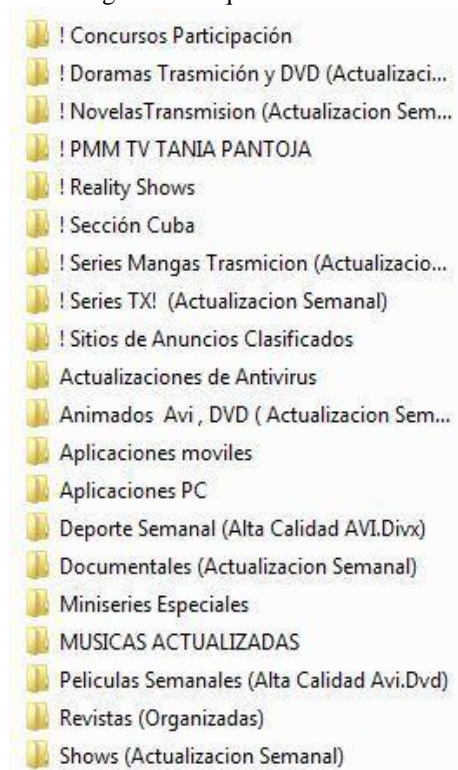 ! Concursos Participación
! Doramas Trasmición y DVD (Actualizaci...
! NovelasTransmision (Actualizacion Sem...
! PMM TV TANIA PANTOJA
! Reality Shows
! Sección Cuba
! Series Mangas Trasmicion (Actualizacio...
! Series TX!  (Actualizacion Semanal)
! Sitios de Anuncios Clasificados
Actualizaciones de Antivirus
Animados  Avi , DVD ( Actualizacion Sem...
Aplicaciones moviles
Aplicaciones PC
Deporte Semanal (Alta Calidad AVI.Divx)
Documentales (Actualizacion Semanal)
Miniseries Especiales
MUSICAS ACTUALIZADAS
Peliculas Semanales (Alta Calidad Avi.Dvd)
Revistas (Organizadas)
Shows (Actualizacion Semanal)